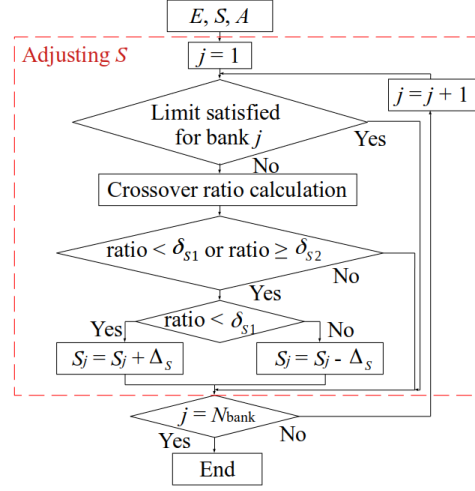 E, S, A
Adjusting S
j = 1
j = j + 1
Limit satisfied
for bank j
Yes
No
Crossover ratio calculation
ratio < δS1 or ratio ≥ δS2
No
Yes
Yes
ratio < δS1
No
Sj = Sj + ΔS
Sj = Sj - ΔS
j = Nbank
Yes
No
End